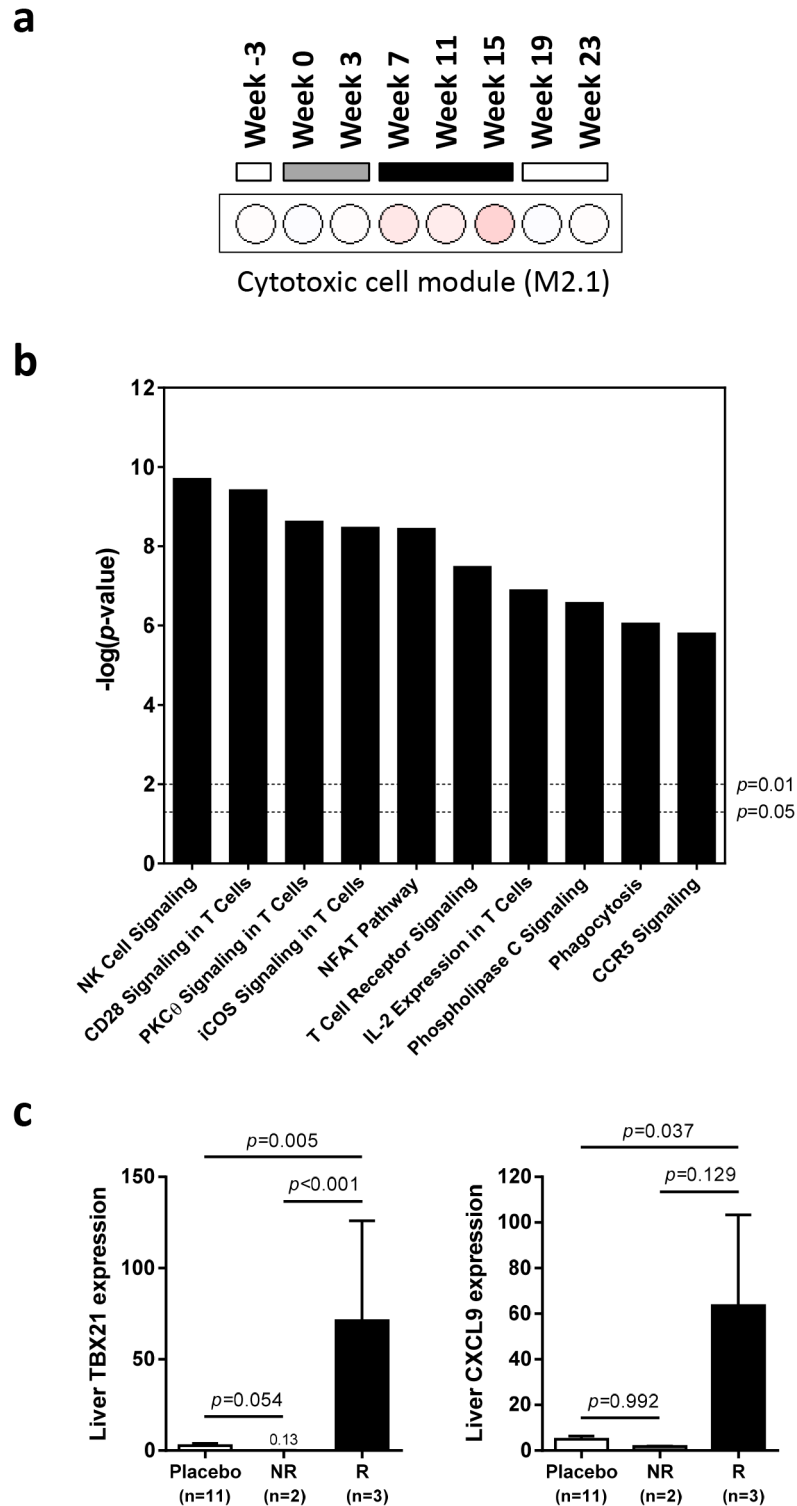 a
Week -3
Week 0
Week 3
Week 7
Week 11
Week 15
Week 19
Week 23
Cytotoxic cell module (M2.1)
b
12
10
8
6
4
2
0
-log(p-value)
p=0.01
p=0.05
NK Cell Signaling
CD28 Signaling in T Cells
PKCθ Signaling in T Cells
iCOS Signaling in T Cells
NFAT Pathway
T Cell Receptor Signaling
IL-2 Expression in T Cells
Phospholipase C Signaling
Phagocytosis
CCR5 Signaling
c
p=0.005
p<0.001
150
100
50
0
Liver TBX21 expression
p=0.054
0.13
Placebo
(n=11)
NR
(n=2)
R
(n=3)
p=0.037
p=0.129
120
100
80
60
40
20
0
Liver CXCL9 expression
p=0.992
Placebo
(n=11)
NR
(n=2)
R
(n=3)